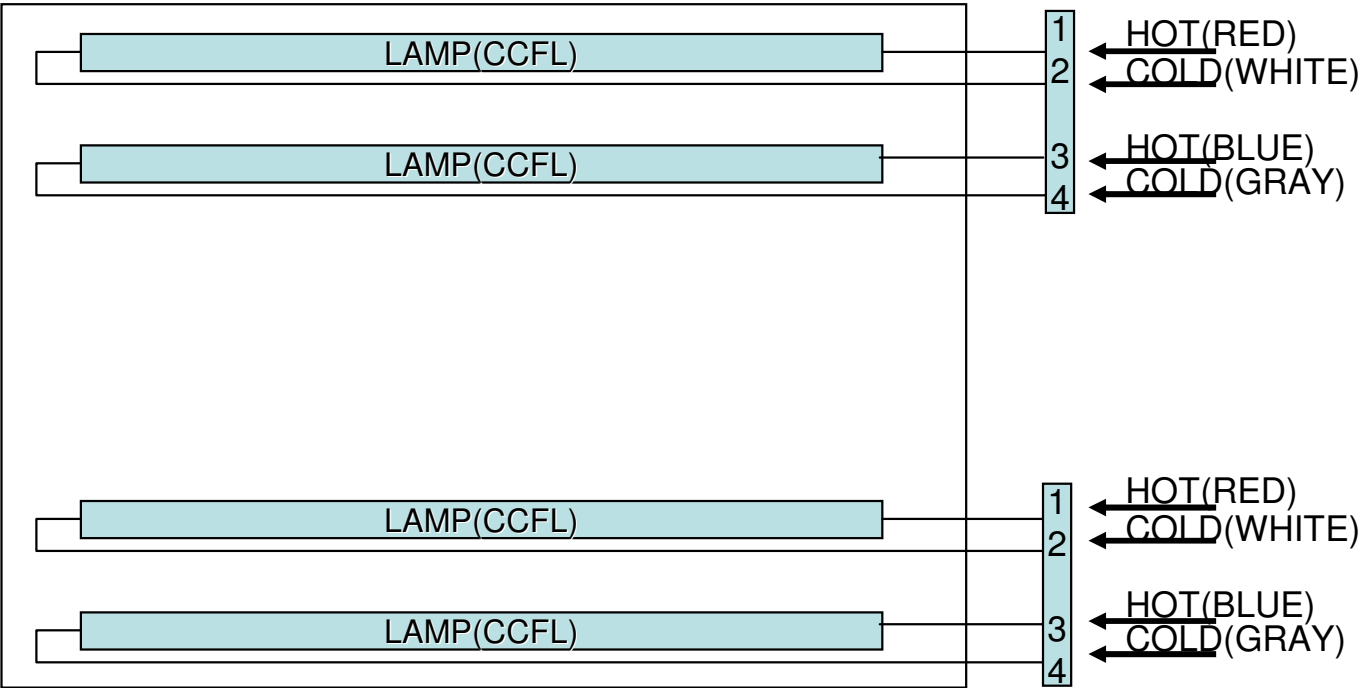 LAMP(CCFL)
1
HOT(RED)
2
COLD(WHITE)
LAMP(CCFL)
3
HOT(BLUE)
4
COLD(GRAY)
LAMP(CCFL)
1
HOT(RED)
2
COLD(WHITE)
LAMP(CCFL)
3
HOT(BLUE)
4
COLD(GRAY)